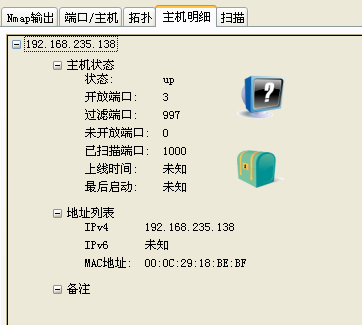 Nmap输出 端口/主机 拓扑 主机明细 扫描
192.168.235.138
主机状态
状态: up
开放端口: 3
过滤端口: 997
未开放端口: 0
已扫描端口: 1000
上线时间: 未知
最后启动: 未知
地址列表
IPv4 192.168.235.138
IPv6 未知
MAC地址: 00:0C:29:18:BE:BF
备注